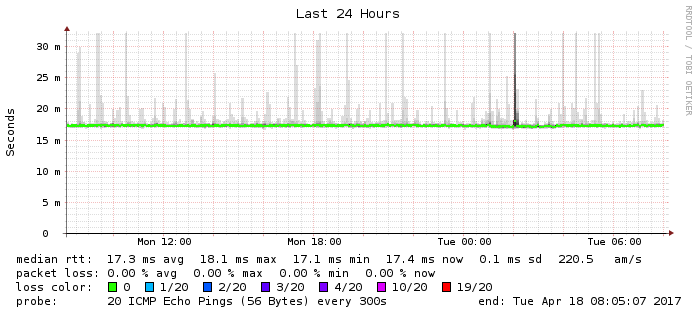 Last 24 Hours
RRDTOOL / TOBI OETIKER
Seconds
30 m
25 m
20 m
15 m
10 m
5 m
0
Mon 12:00 Mon 18:00 Tue 00:00 Tue 06:00
median rtt: 17.3 ms avg 18.1 ms max 17.1 ms min 17.4 ms now 0.1 ms sd 220.5 am/s
packet loss: 0.00 % avg 0.00 % max 0.00 % min 0.00 % now
loss color: 0 1/20 2/20 3/20 4/20 10/20 19/20
probe: 20 ICMP Echo Pings (56 Bytes) every 300s end: Tue Apr 18 08:05:07 2017